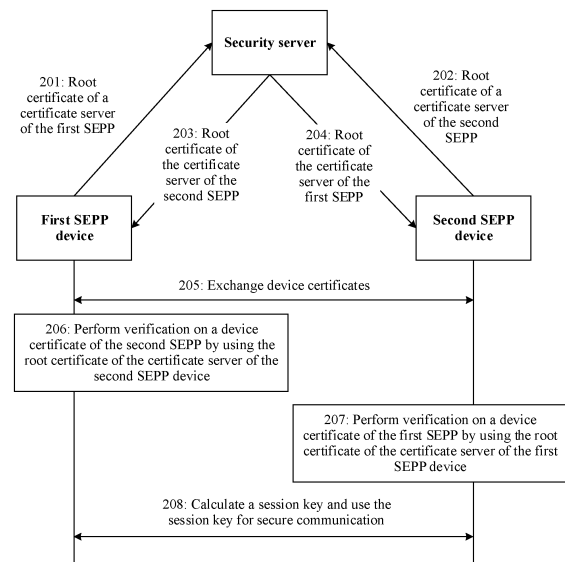 Security server
201: Root
certificate of a
certificate server
of the first SEPP
202: Root
certificate of a
certificate server
of the second
SEPP
203: Root
certificate of
the certificate
server of the
second SEPP
204: Root
certificate of
the certificate
server of the
first SEPP
First SEPP
device
Second SEPP
device
205: Exchange device certificates
206: Perform verification on a device
certificate of the second SEPP by using the
root certificate of the certificate server of the
second SEPP device
207: Perform verification on a device
certificate of the first SEPP by using the root
certificate of the certificate server of the first
SEPP device
208: Calculate a session key and use the
session key for secure communication